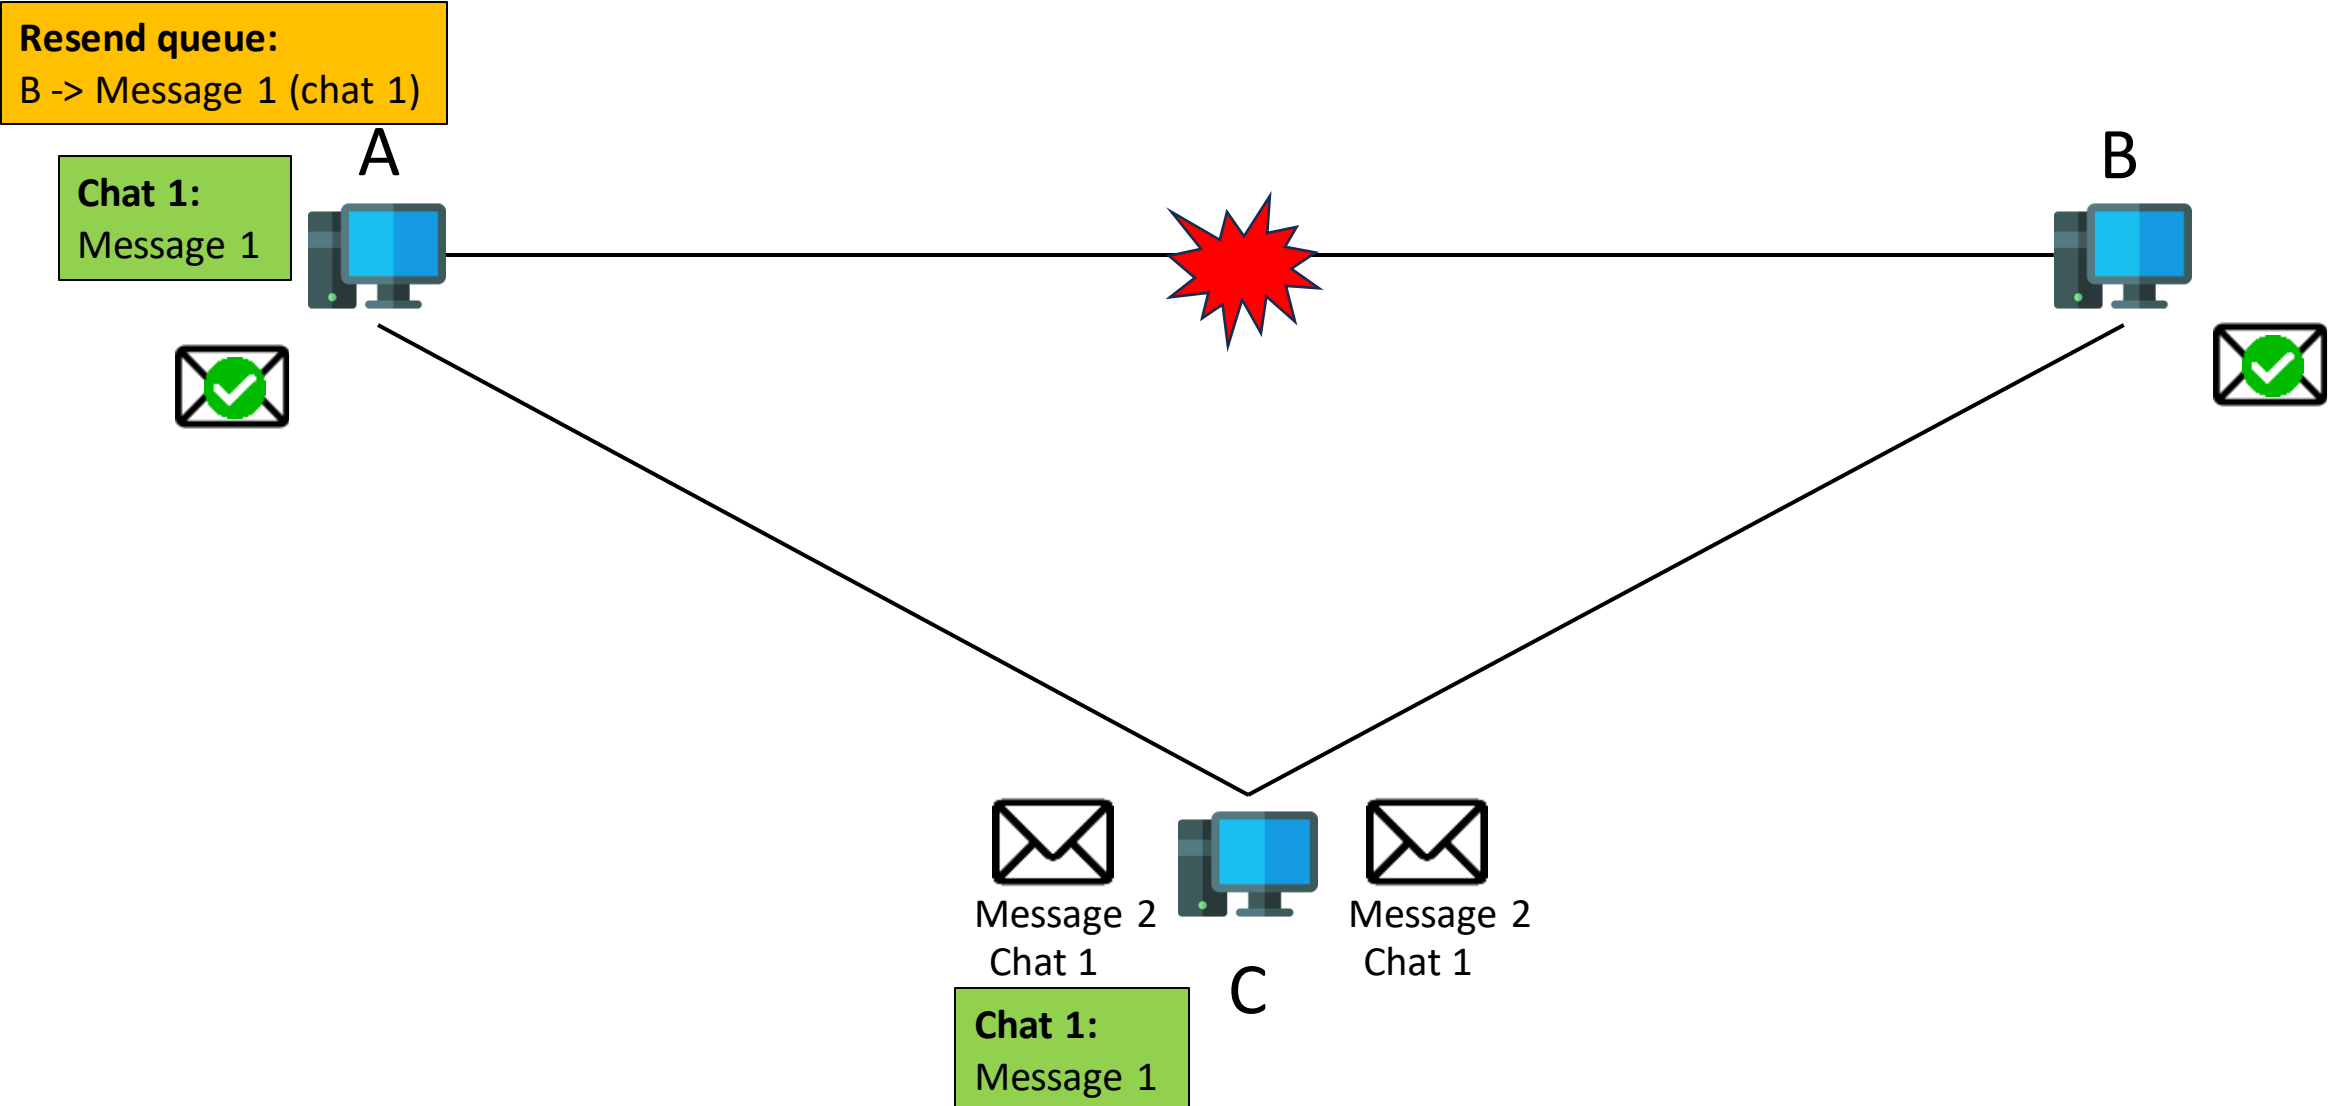 Resend queue:
B -> Message 1 (chat 1)
A
B
Chat 1:
Message 1
Message 2
Chat 1
Message 2
Chat 1
C
Chat 1:
Message 1